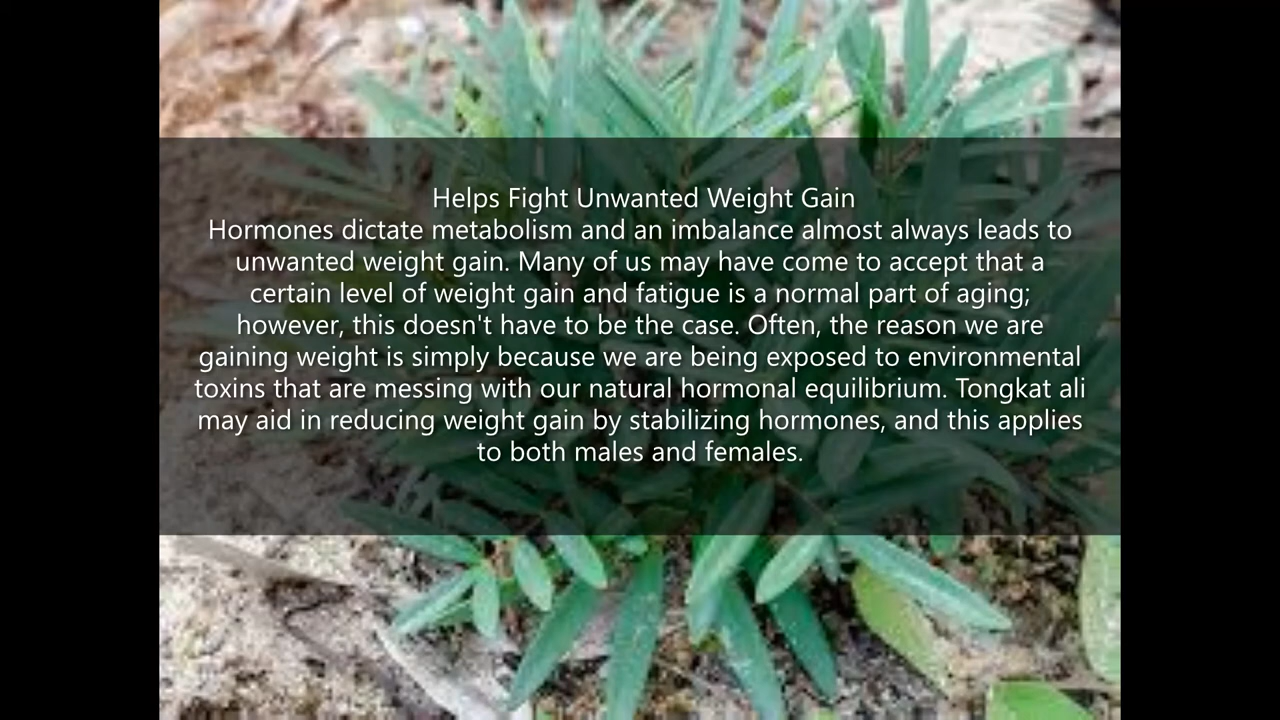 Helps Fight Unwanted Weight Gain
Hormones dictate metabolism and an imbalance almost always leads to
unwanted weight gain. Many of us may have come to accept that a
certain level of weight gain and fatigue is a normal part of aging;
however, this doesn't have to be the case. Often, the reason we are
gaining weight is simply because we are being exposed to environmental
toxins that are messing with our natural hormonal equilibrium. Tongkat ali
may aid in reducing weight gain by stabilizing hormones, and this applies
to both males and females.